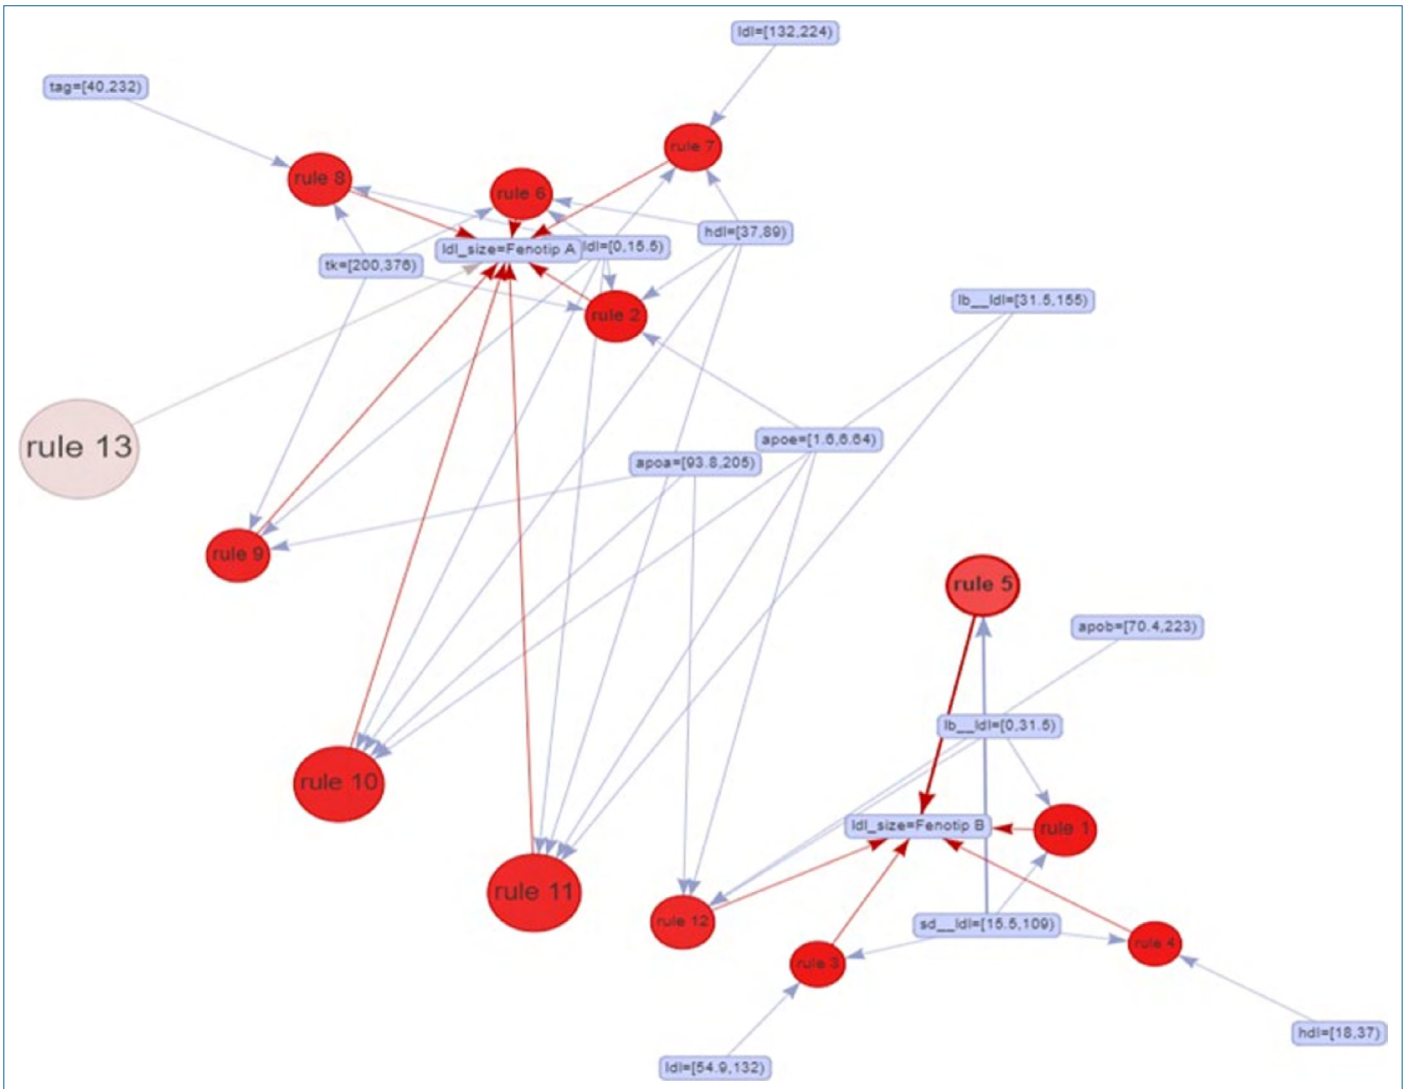 ldl=[132,224)
tag=[40,232)
rule 7
rule 8
rule 6
hdl=[37,89)
ldl_size=Fenotip A
ldl=[0,15.5)
tk=[200,376)
lb__ldl=[31.5,155)
rule 2
apoe=[1.6,6.64)
rule 13
apoa=[93.8,205)
rule 9
rule 5
apob=[70.4,223)
lb__ldl=[0,31.5)
rule 10
ldl_size=Fenotip B
rule 1
rule 11
rule 12
sd__ldl=[15.5,109)
rule 4
rule 3
hdl=[18,37)
ldl=[54.9,132)